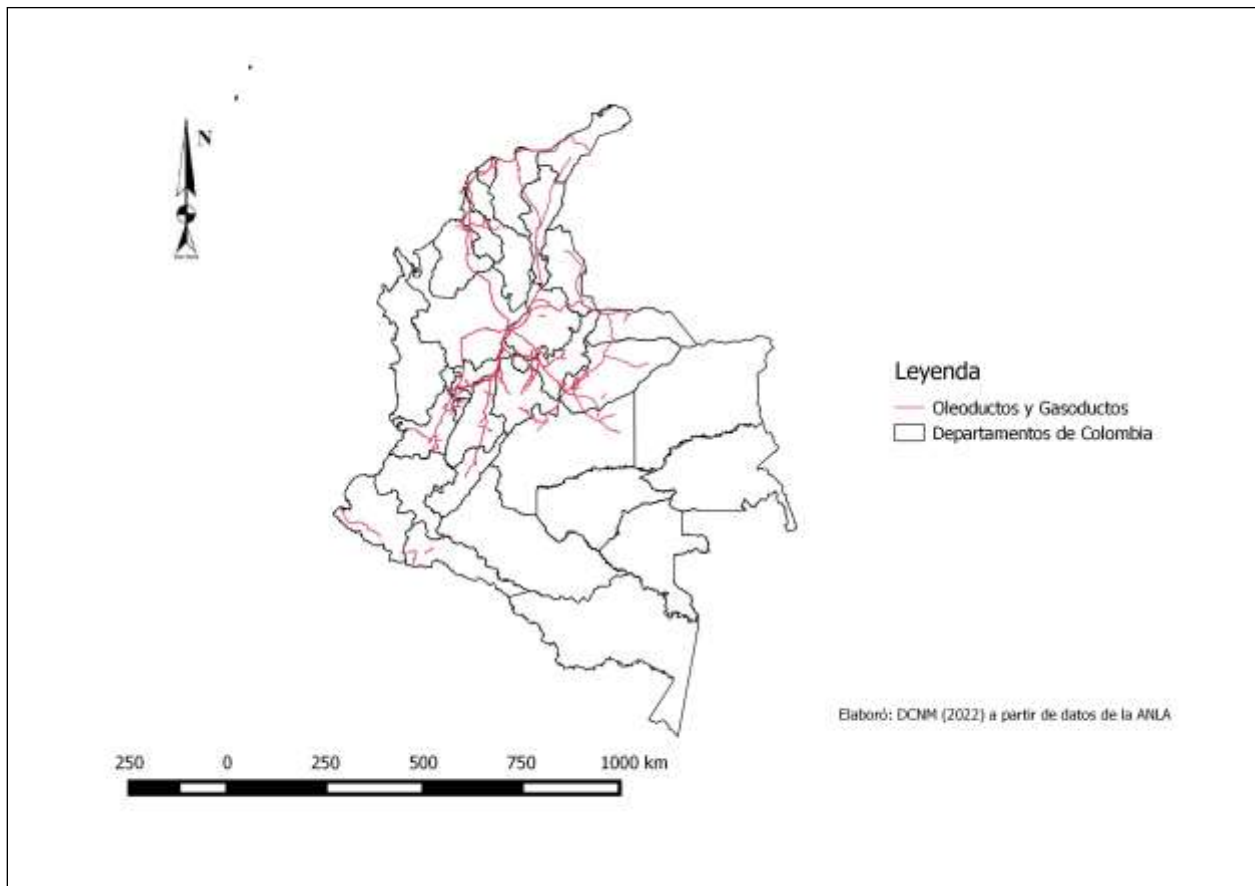 N
Leyenda
Oleoductos y Gasoductos
Departamentos de Colombia
Elaboró: DCNM (2022) a partir de datos de la ANLA
250 0 250 500 750 1000 km